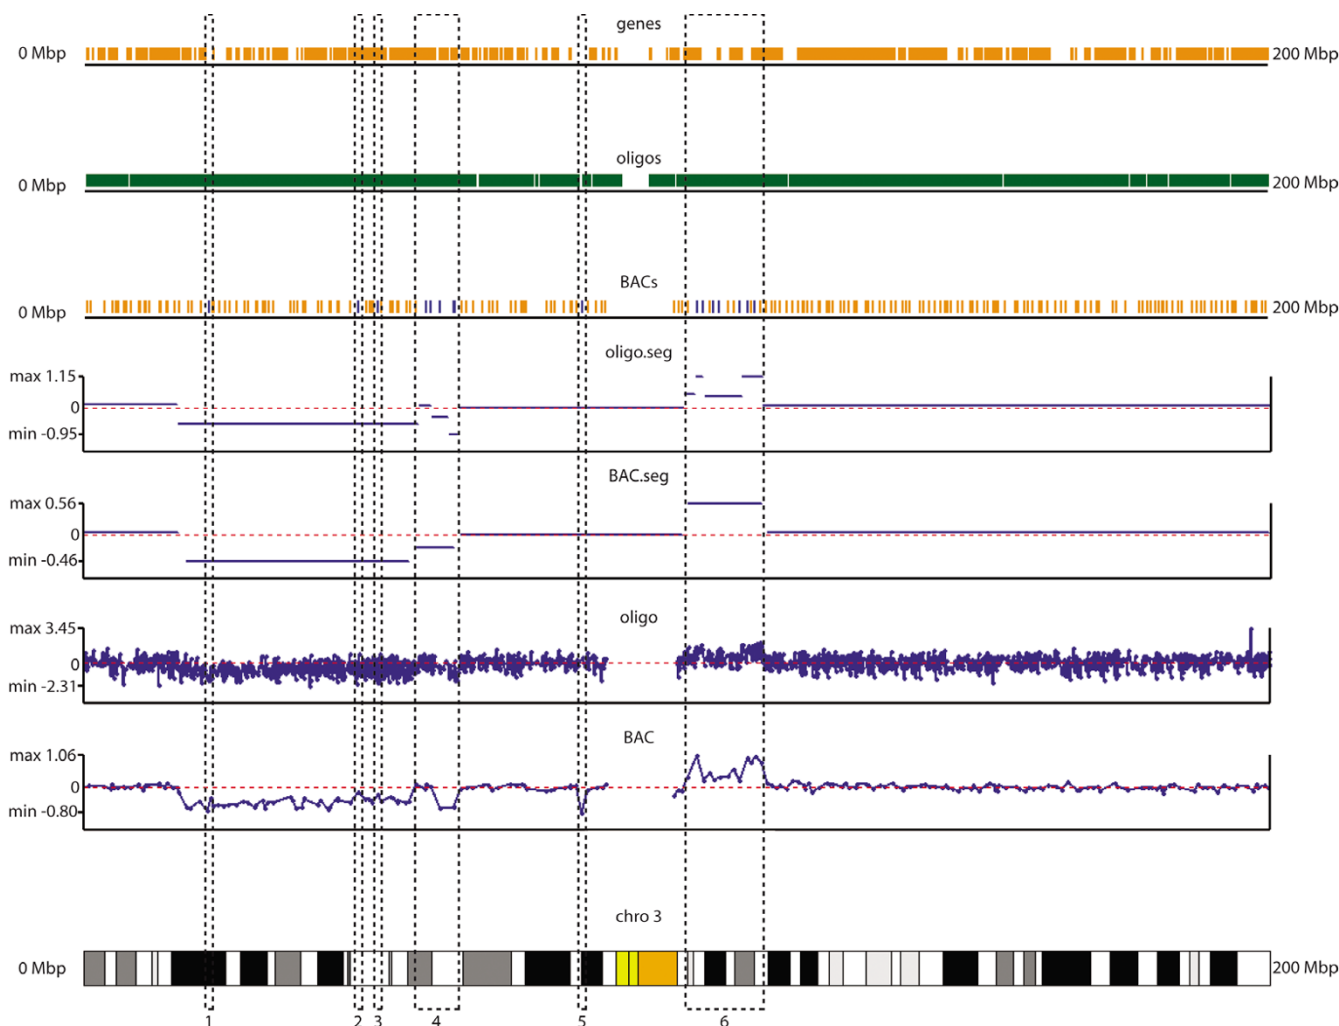 genes
0 Mbp 200 Mbp
oligos
0 Mbp 200 Mbp
BACs
0 Mbp 200 Mbp
oligo.seg
max 1.15
0
min -0.95
BAC.seg
max 0.56
0
min -0.46
oligo
max 3.45
0
min -2.31
BAC
max 1.06
0
min -0.80
chro 3
0 Mbp 200 Mbp
1 2 3 4 5 6